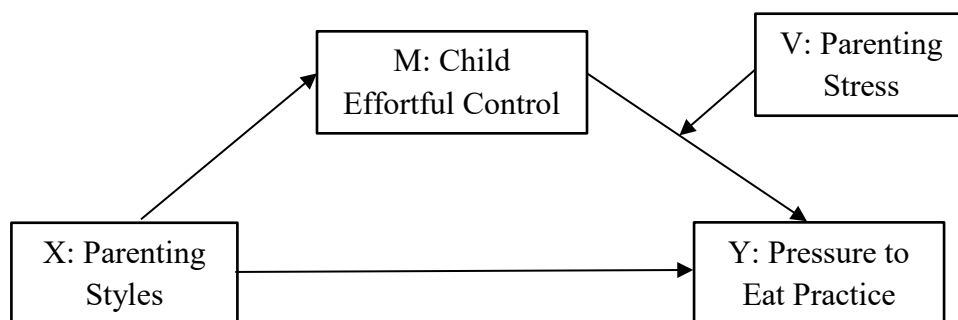 M: Child
Effortful Control
V: Parenting
Stress
X: Parenting
Styles
Y: Pressure to
Eat Practice